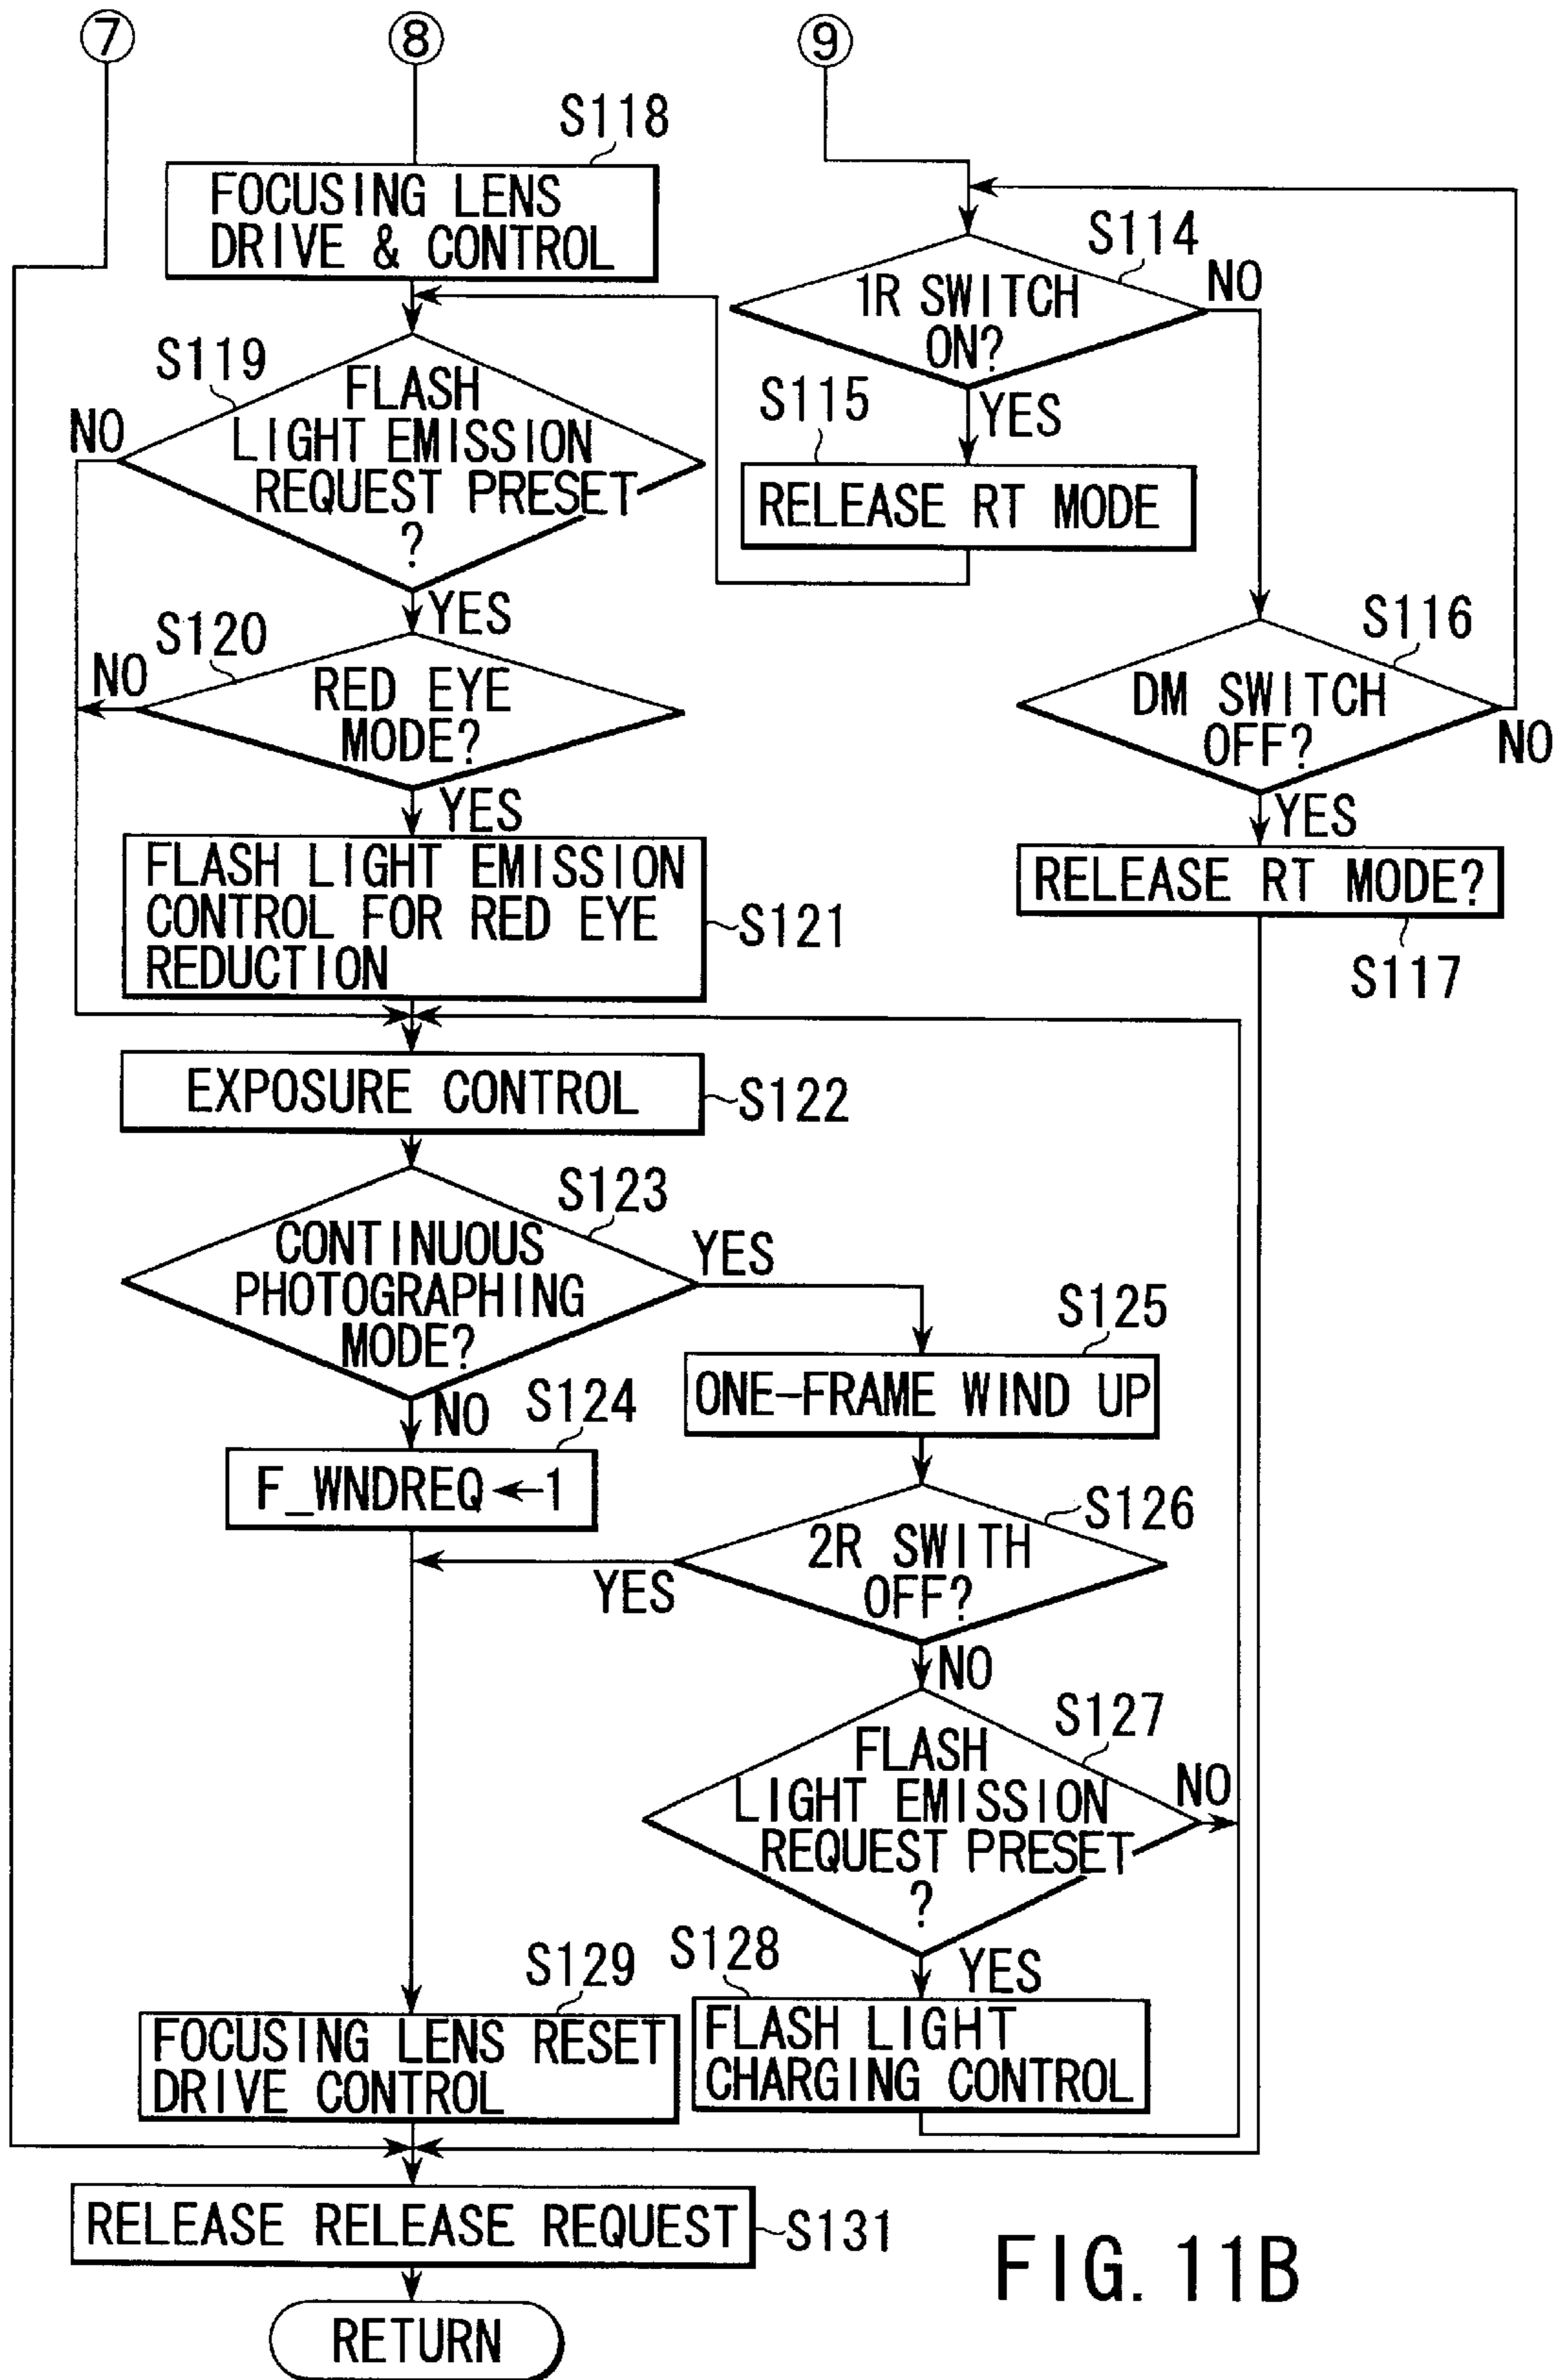 7
8
9
S118
FOCUSING LENS
DRIVE & CONTROL
S114
1R SWITCH
ON?
NO
YES
S115
RELEASE RT MODE
S119
FLASH
LIGHT EMISSION
REQUEST PRESET
?
NO
YES
S120
RED EYE
MODE?
NO
YES
S116
DM SWITCH
OFF?
NO
YES
RELEASE RT MODE?
S117
FLASH LIGHT EMISSION
CONTROL FOR RED EYE
REDUCTION
S121
EXPOSURE CONTROL
S122
S123
CONTINUOUS
PHOTOGRAPHING
MODE?
YES
NO
S124
F_WNDREQ←1
S125
ONE-FRAME WIND UP
S126
2R SWITH
OFF?
YES
NO
S127
FLASH
LIGHT EMISSION
REQUEST PRESET
?
NO
YES
S128
FLASH LIGHT
CHARGING CONTROL
S129
FOCUSING LENS RESET
DRIVE CONTROL
RELEASE RELEASE REQUEST
S131
RETURN
FIG. 11B